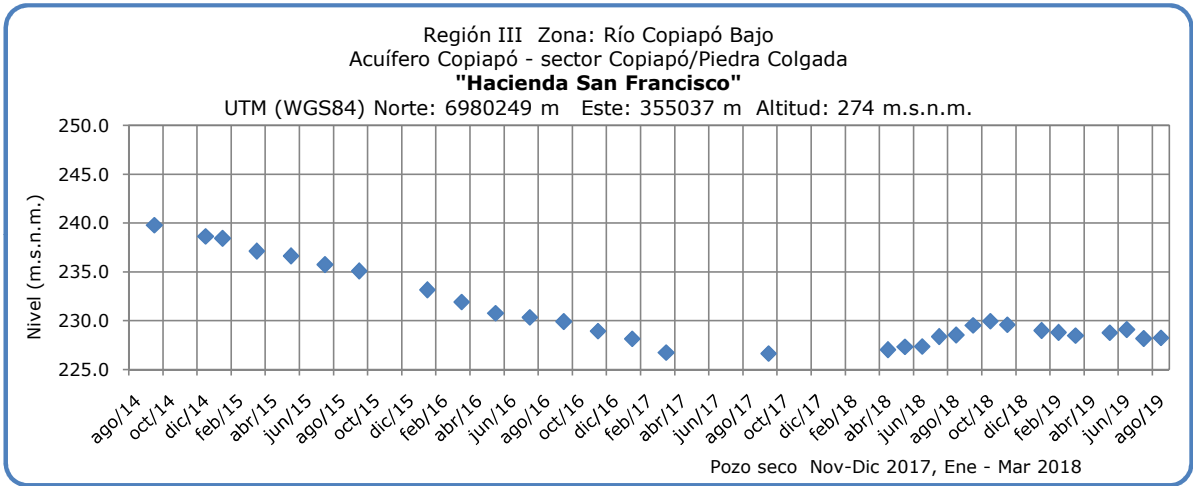 Región III Zona: Río Copiapó Bajo
Acuífero Copiapó - sector Copiapó/Piedra Colgada
"Hacienda San Francisco"
UTM (WGS84) Norte: 6980249 m Este: 355037 m Altitud: 274 m.s.n.m.
Nivel (m.s.n.m.)
250.0
245.0
240.0
235.0
230.0
225.0
ago/14
oct/14
dic/14
feb/15
abr/15
jun/15
ago/15
oct/15
dic/15
feb/16
abr/16
jun/16
ago/16
oct/16
dic/16
feb/17
abr/17
jun/17
ago/17
oct/17
dic/17
feb/18
abr/18
jun/18
ago/18
oct/18
dic/18
feb/19
abr/19
jun/19
ago/19
Pozo seco Nov-Dic 2017, Ene - Mar 2018